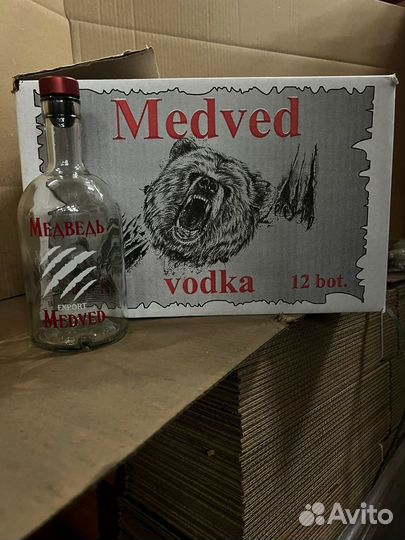 Medved
vodka 12 bot.
МЕДВЕДЬ
EXPORT
MEDVED
Avito